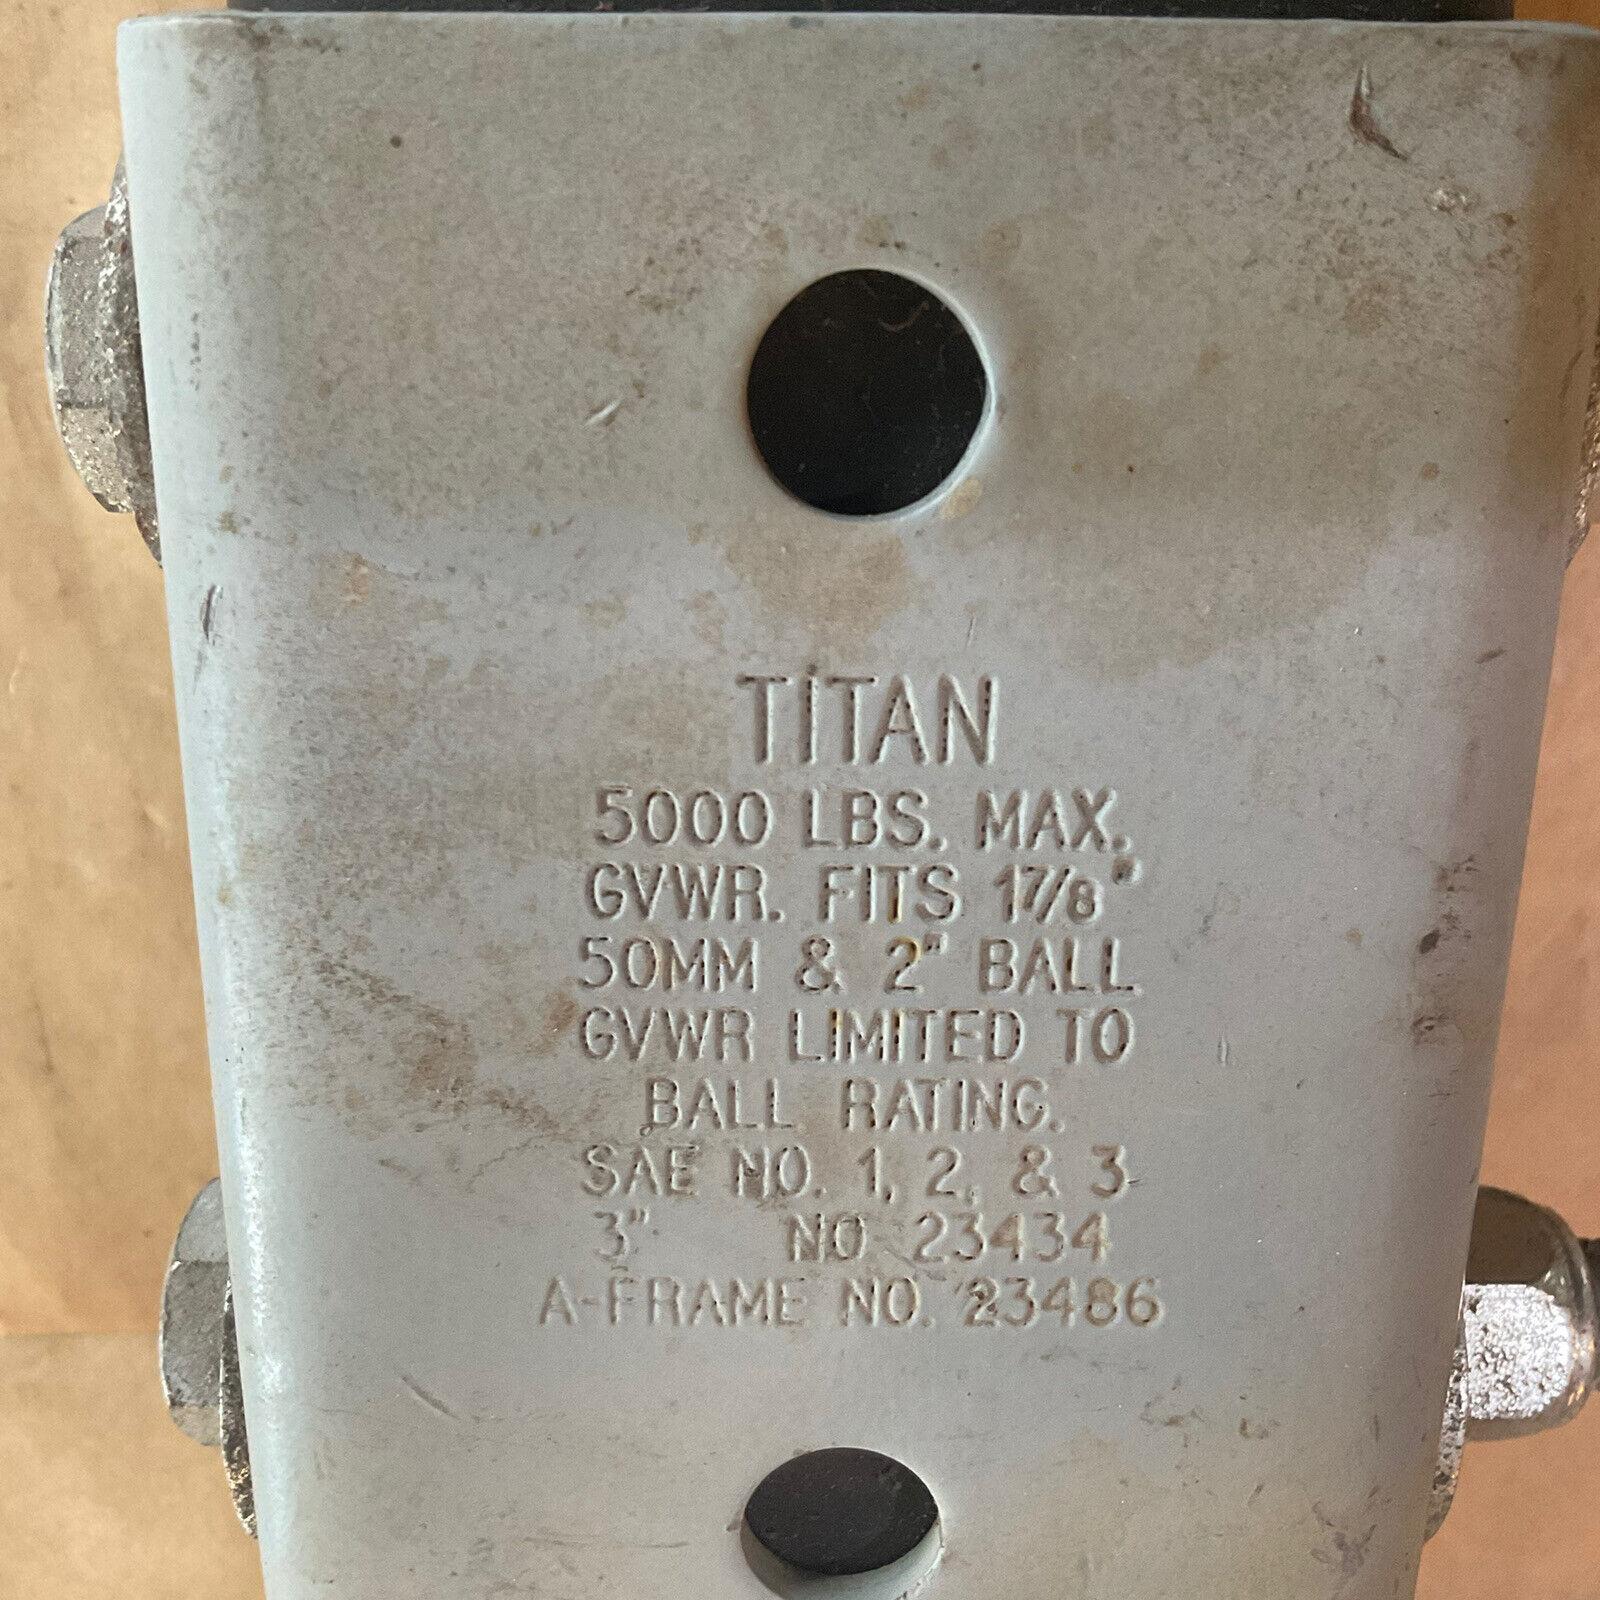 TITAN
5000 LBS. MAX.
GVWR. FITS 17/8"
50MM & 2" BALL
GVWR LIMITED TO
BALL RATING.
SAE NO. 1, 2, & 3
3" NO 23434
A-FRAME NO. 23486